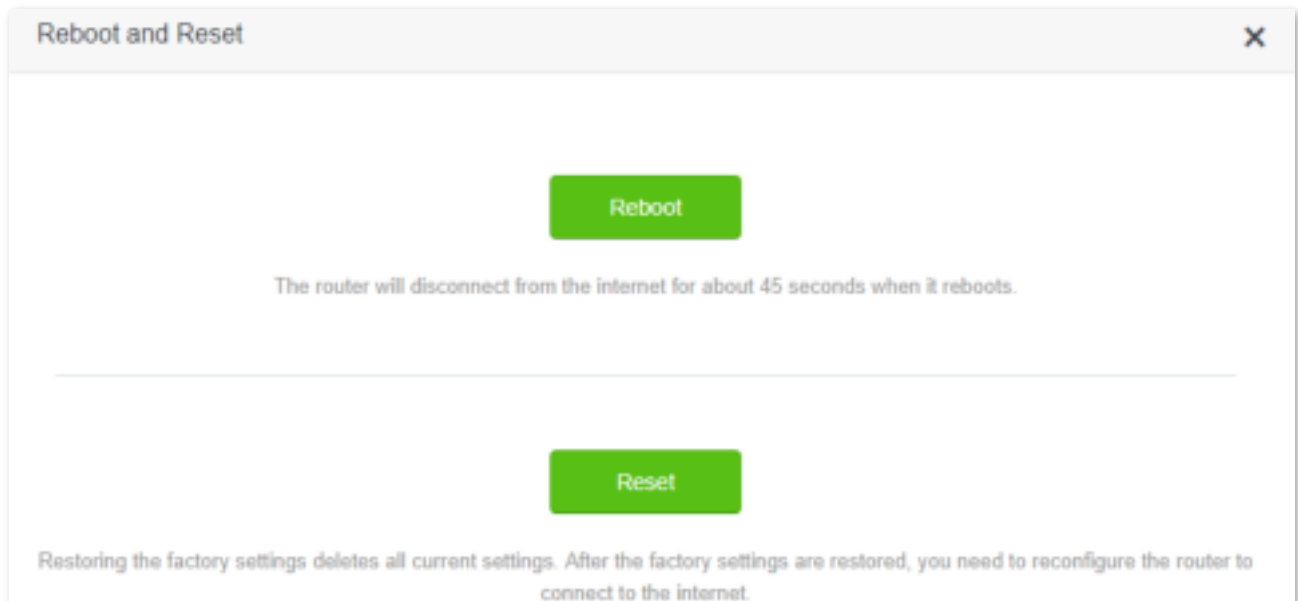 Reboot and Reset
Reboot
The router will disconnect from the internet for about 45 seconds when it reboots.
Reset
Restoring the factory settings deletes all current settings. After the factory settings are restored, you need to reconfigure the router to
connect to the internet.